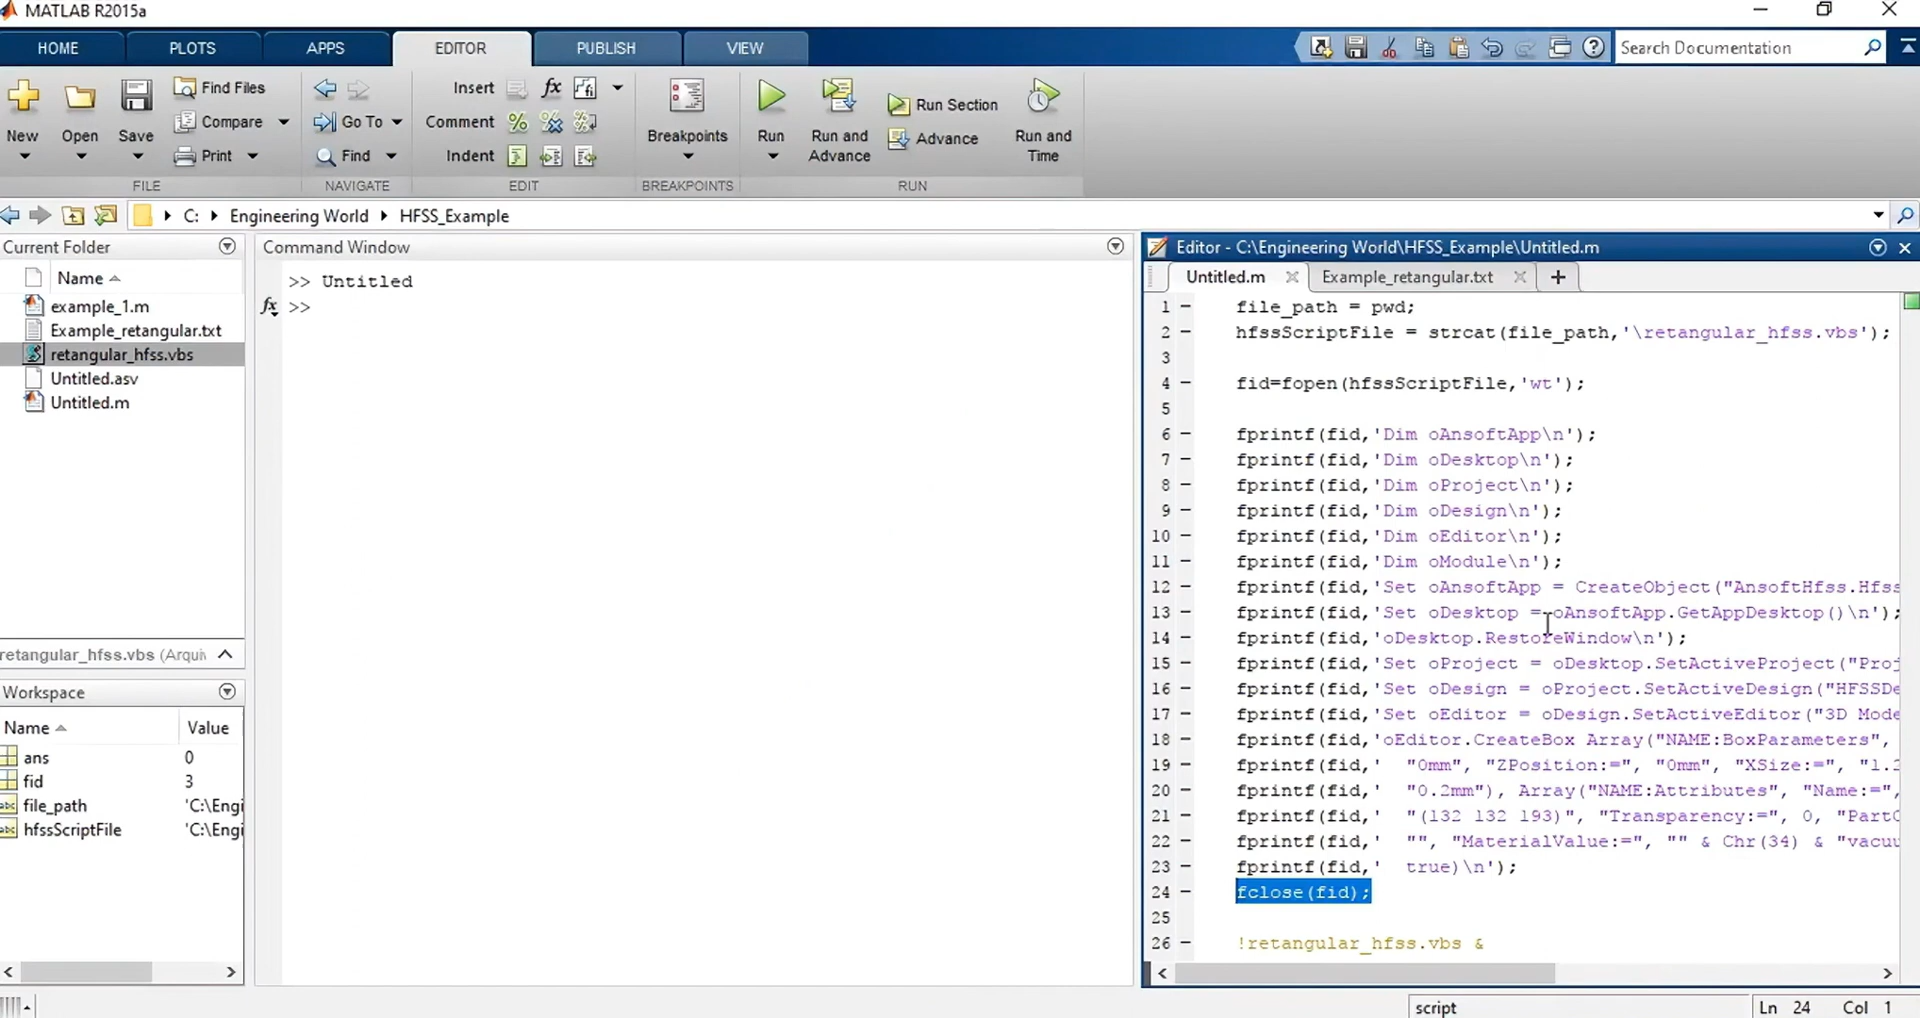 MATLAB R2015a
HOME PLOTS APPS EDITOR PUBLISH VIEW Search Documentation
New Open Save Find Files Compare Print
FILE
Go To Find
NAVIGATE
Insert fx
Comment
Indent
EDIT
Breakpoints
BREAKPOINTS
Run Run and Advance Run Section Advance Run and Time
RUN
C: Engineering World HFSS_Example
Current Folder
Name
example_1.m
Example_retangular.txt
retangular_hfss.vbs
Untitled.asv
Untitled.m
retangular_hfss.vbs (Arquiv
Workspace
Name Value
ans 0
fid 3
file_path 'C:\Engi
hfssScriptFile 'C:\Engi
Command Window
>> Untitled
fx >>
Editor - C:\Engineering World\HFSS_Example\Untitled.m
Untitled.m Example_retangular.txt
1 – file_path = pwd;
2 – hfssScriptFile = strcat(file_path,'\retangular_hfss.vbs');
3
4 – fid=fopen(hfssScriptFile,'wt');
5
6 – fprintf(fid,'Dim oAnsoftApp\n');
7 – fprintf(fid,'Dim oDesktop\n');
8 – fprintf(fid,'Dim oProject\n');
9 – fprintf(fid,'Dim oDesign\n');
10 – fprintf(fid,'Dim oEditor\n');
11 – fprintf(fid,'Dim oModule\n');
12 – fprintf(fid,'Set oAnsoftApp = CreateObject("AnsoftHfss.Hfss
13 – fprintf(fid,'Set oDesktop = oAnsoftApp.GetAppDesktop()\n');
14 – fprintf(fid,'oDesktop.RestoreWindow\n');
15 – fprintf(fid,'Set oProject = oDesktop.SetActiveProject("Proj
16 – fprintf(fid,'Set oDesign = oProject.SetActiveDesign("HFSSDe
17 – fprintf(fid,'Set oEditor = oDesign.SetActiveEditor("3D Mode
18 – fprintf(fid,'oEditor.CreateBox Array("NAME:BoxParameters",
19 – fprintf(fid,'  "0mm", "ZPosition:=", "0mm", "XSize:=", "1.2
20 – fprintf(fid,'  "0.2mm"), Array("NAME:Attributes", "Name:=",
21 – fprintf(fid,'  "(132 132 193)", "Transparency:=", 0, "PartC
22 – fprintf(fid,'  "", "MaterialValue:=", "" & Chr(34) & "vacuu
23 – fprintf(fid,'  true)\n');
24 – fclose(fid);
25
26 – !retangular_hfss.vbs &
script Ln 24 Col 1